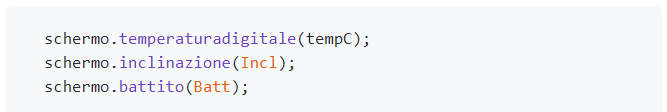 schermo.temperaturadigitale(tempC);
schermo.inclinazione(Incl);
schermo.battito(Batt);